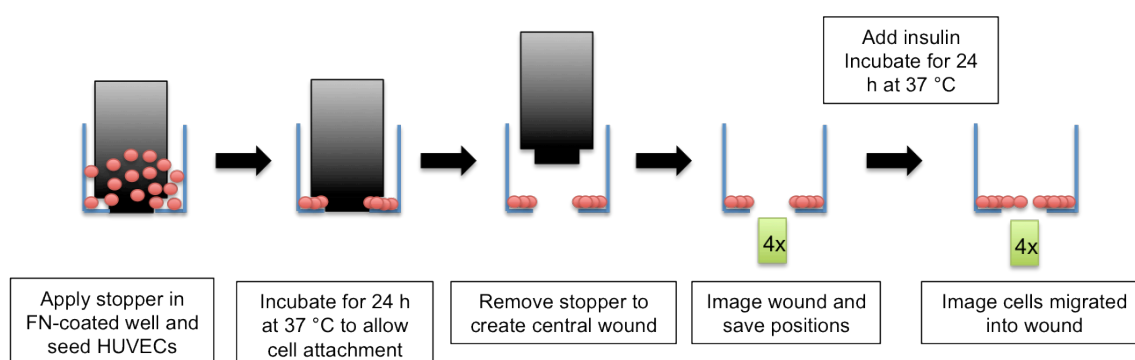 Add insulin
Incubate for 24
h at 37 °C
4x
4x
Apply stopper in
FN-coated well and
seed HUVECs
Incubate for 24 h
at 37 °C to allow
cell attachment
Remove stopper to
create central wound
Image wound and
save positions
Image cells migrated
into wound